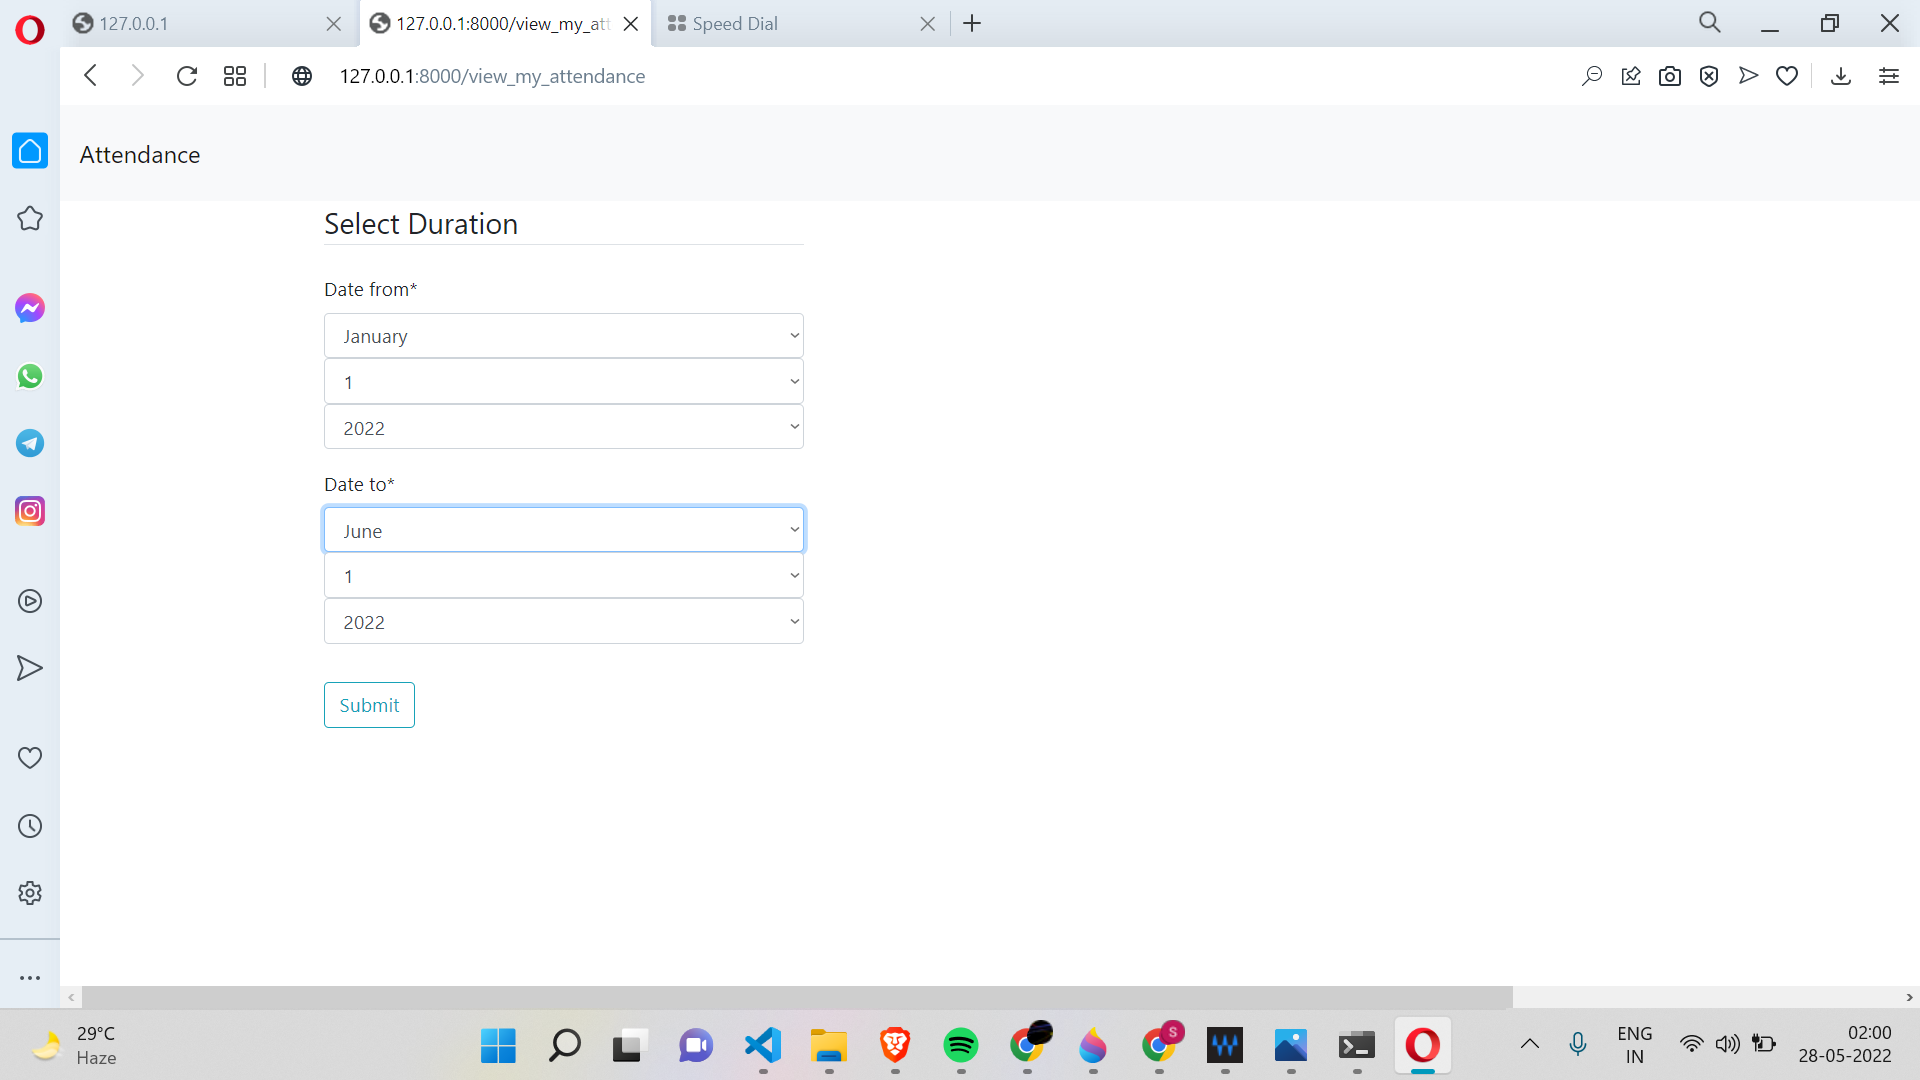 127.0.0.1
127.0.0.1:8000/view_my_att
Speed Dial
127.0.0.1:8000/view_my_attendance
Attendance
Select Duration
Date from*
January
1
2022
Date to*
June
1
2022
Submit
29°C
Haze
S
ENG
IN
02:00
28-05-2022